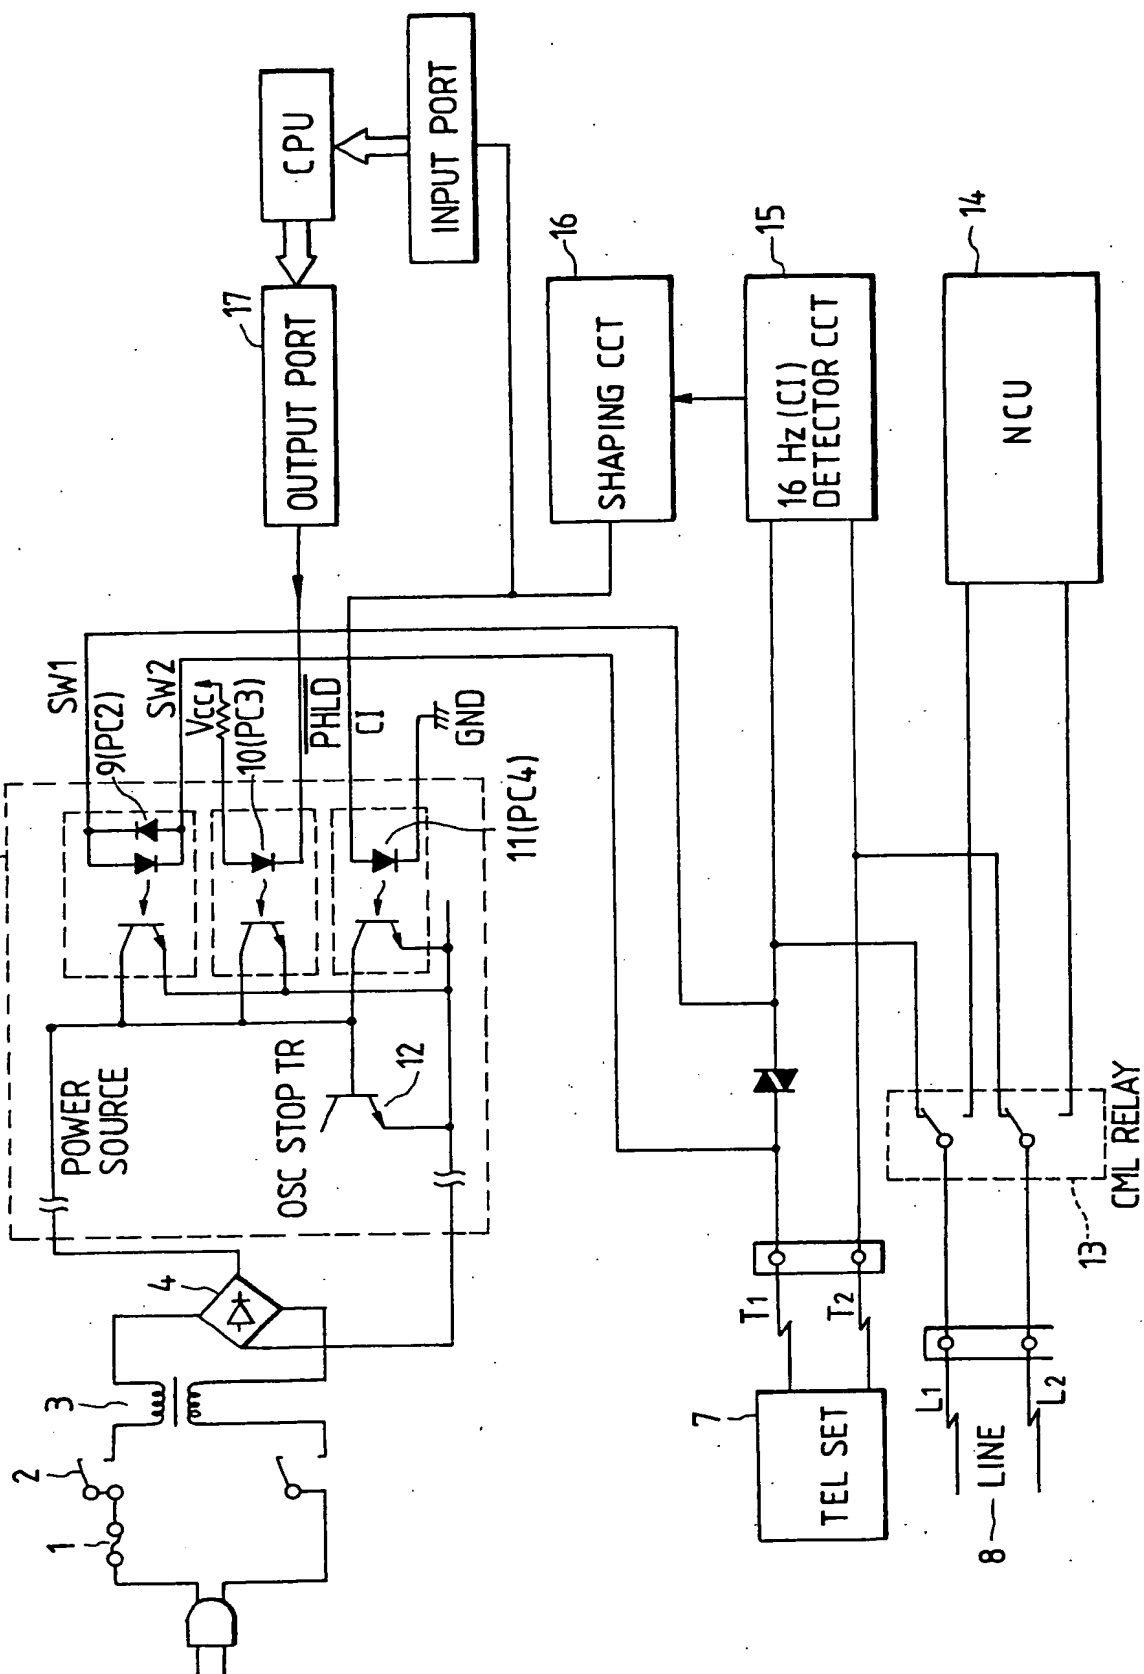 1
2
3
4
POWER
SOURCE
OSC STOP TR
12
SW1
9(PC2)
SW2
VCC
10(PC3)
PHLD
CI
GND
11(PC4)
17
OUTPUT PORT
CPU
INPUT PORT
16
SHAPING CCT
15
16 Hz (CI)
DETECTOR CCT
14
NCU
7
TEL SET
T1
T2
8
LINE
L1
L2
13
CML RELAY